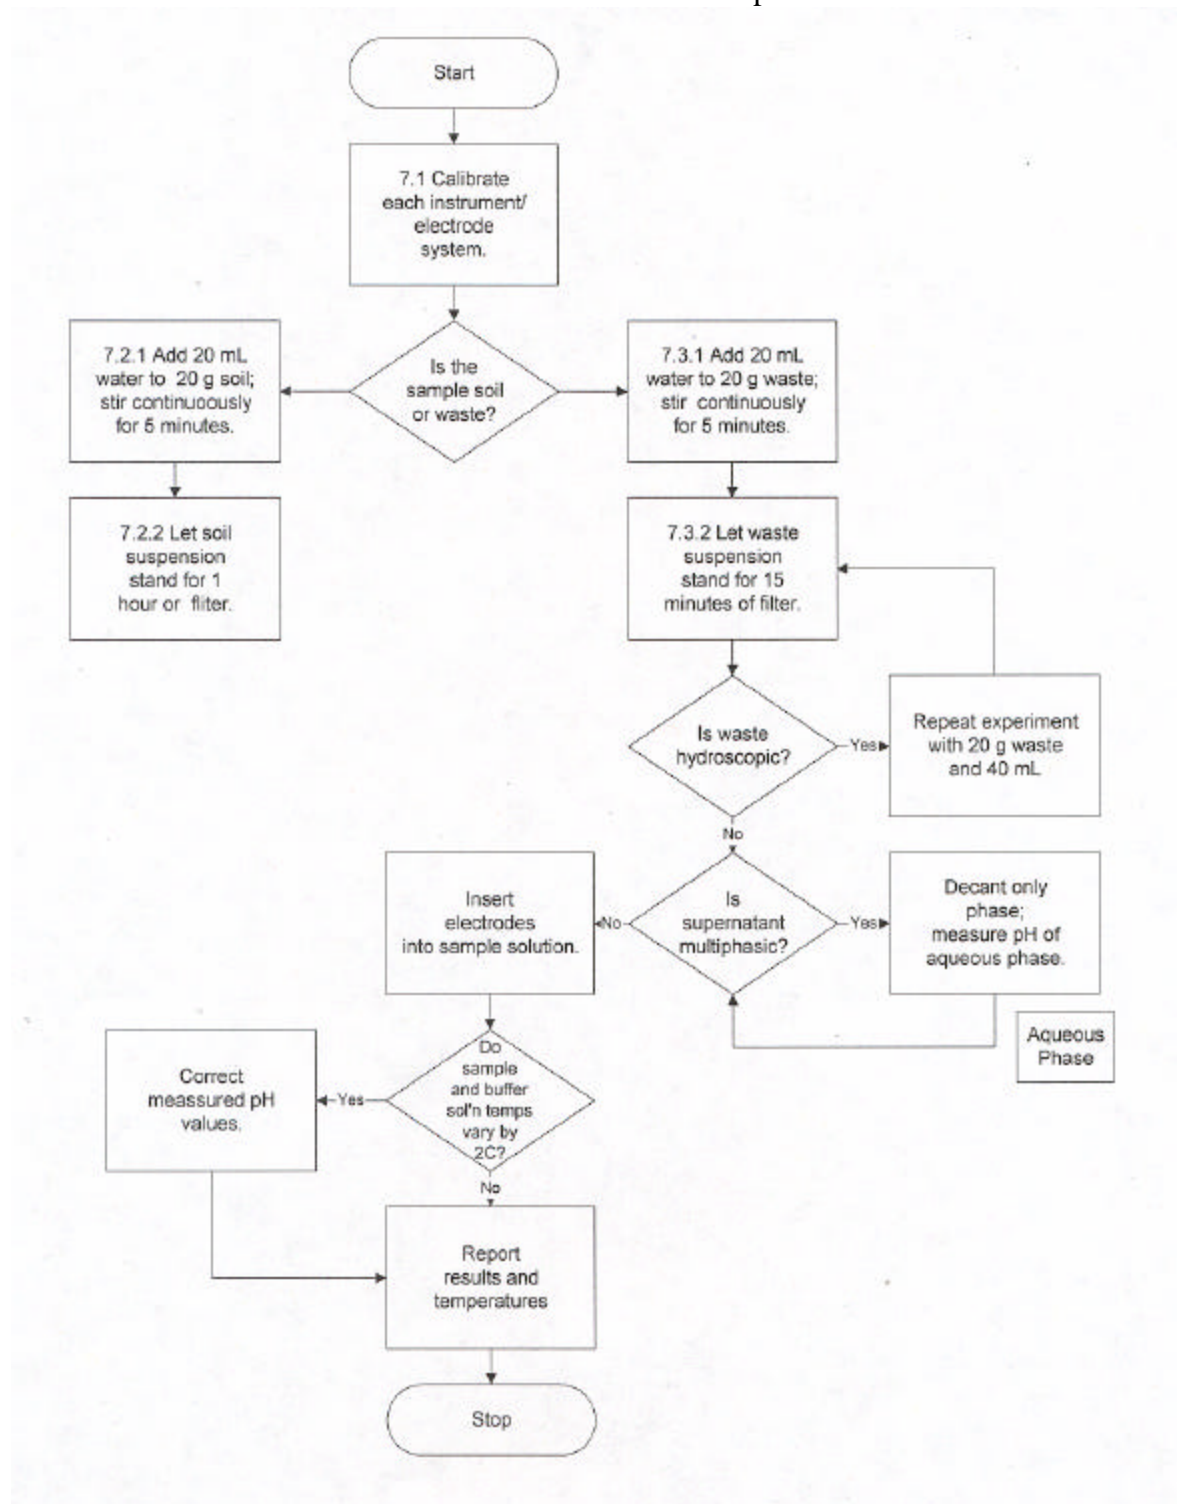 Start
7.1 Calibrate
each instrument/
electrode
system.
7.2.1 Add 20 mL
water to 20 g soil;
stir continuoously
for 5 minutes.
Is the
sample soil
or waste?
7.3.1 Add 20 mL
water to 20 g waste;
stir continuously
for 5 minutes.
7.2.2 Let soil
suspension
stand for 1
hour or fliter.
7.3.2 Let waste
suspension
stand for 15
minutes of filter.
Is waste
hydroscopic?
Yes
Repeat experiment
with 20 g waste
and 40 mL
No
Insert
electrodes
into sample solution.
No
Is
supernatant
multiphasic?
Yes
Decant only
phase;
measure pH of
aqueous phase.
Aqueous
Phase
Correct
meassured pH
values.
Yes
Do
sample
and buffer
sol'n temps
vary by
2C?
No
Report
results and
temperatures
Stop